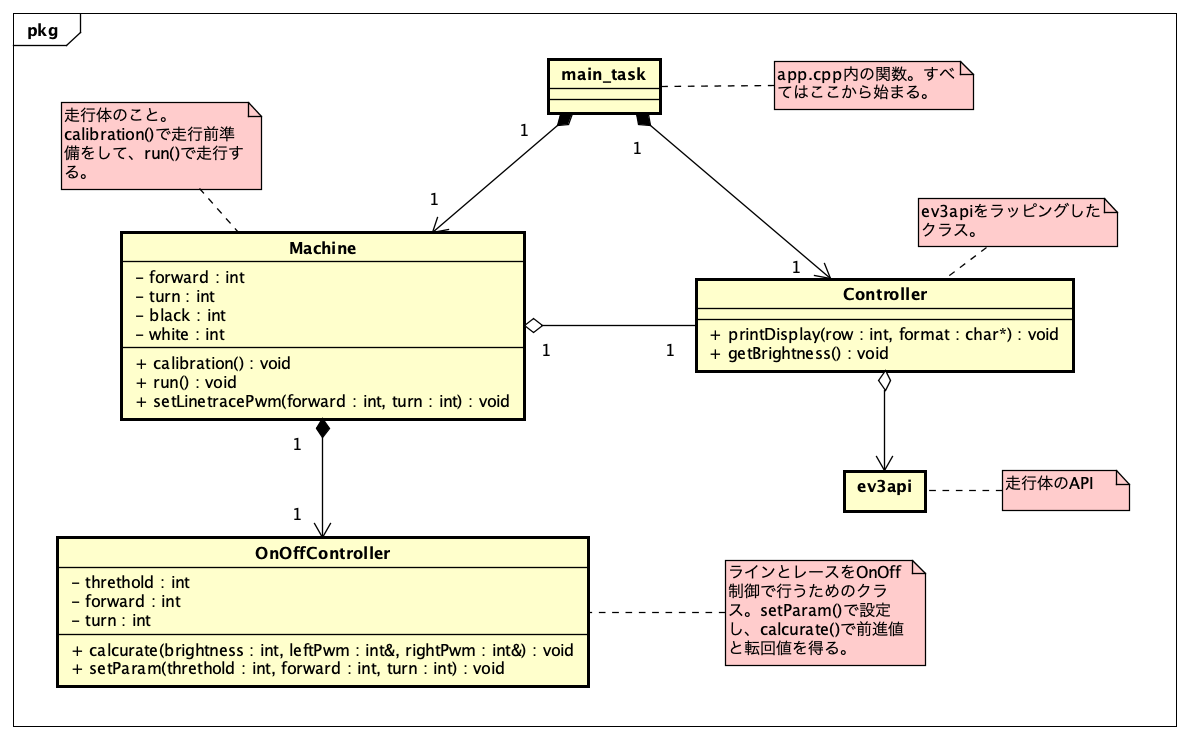 pkg
main_task
app.cpp内の関数。すべ
てはここから始まる。
走行体のこと。
calibration()で走行前準
備をして、run()で走行す
る。
1
1
1
1
ev3apiをラッピングした
クラス。
Machine
- forward : int
- turn : int
- black : int
- white : int
+ calibration() : void
+ run() : void
+ setLinetracePwm(forward : int, turn : int) : void
Controller
+ printDisplay(row : int, format : char*) : void
+ getBrightness() : void
1
1
1
1
ev3api
走行体のAPI
OnOffController
- threthold : int
- forward : int
- turn : int
+ calcurate(brightness : int, leftPwm : int&, rightPwm : int&) : void
+ setParam(threthold : int, forward : int, turn : int) : void
ラインとレースをOnOff
制御で行うためのクラ
ス。setParam()で設定
し、calcurate()で前進値
と転回値を得る。